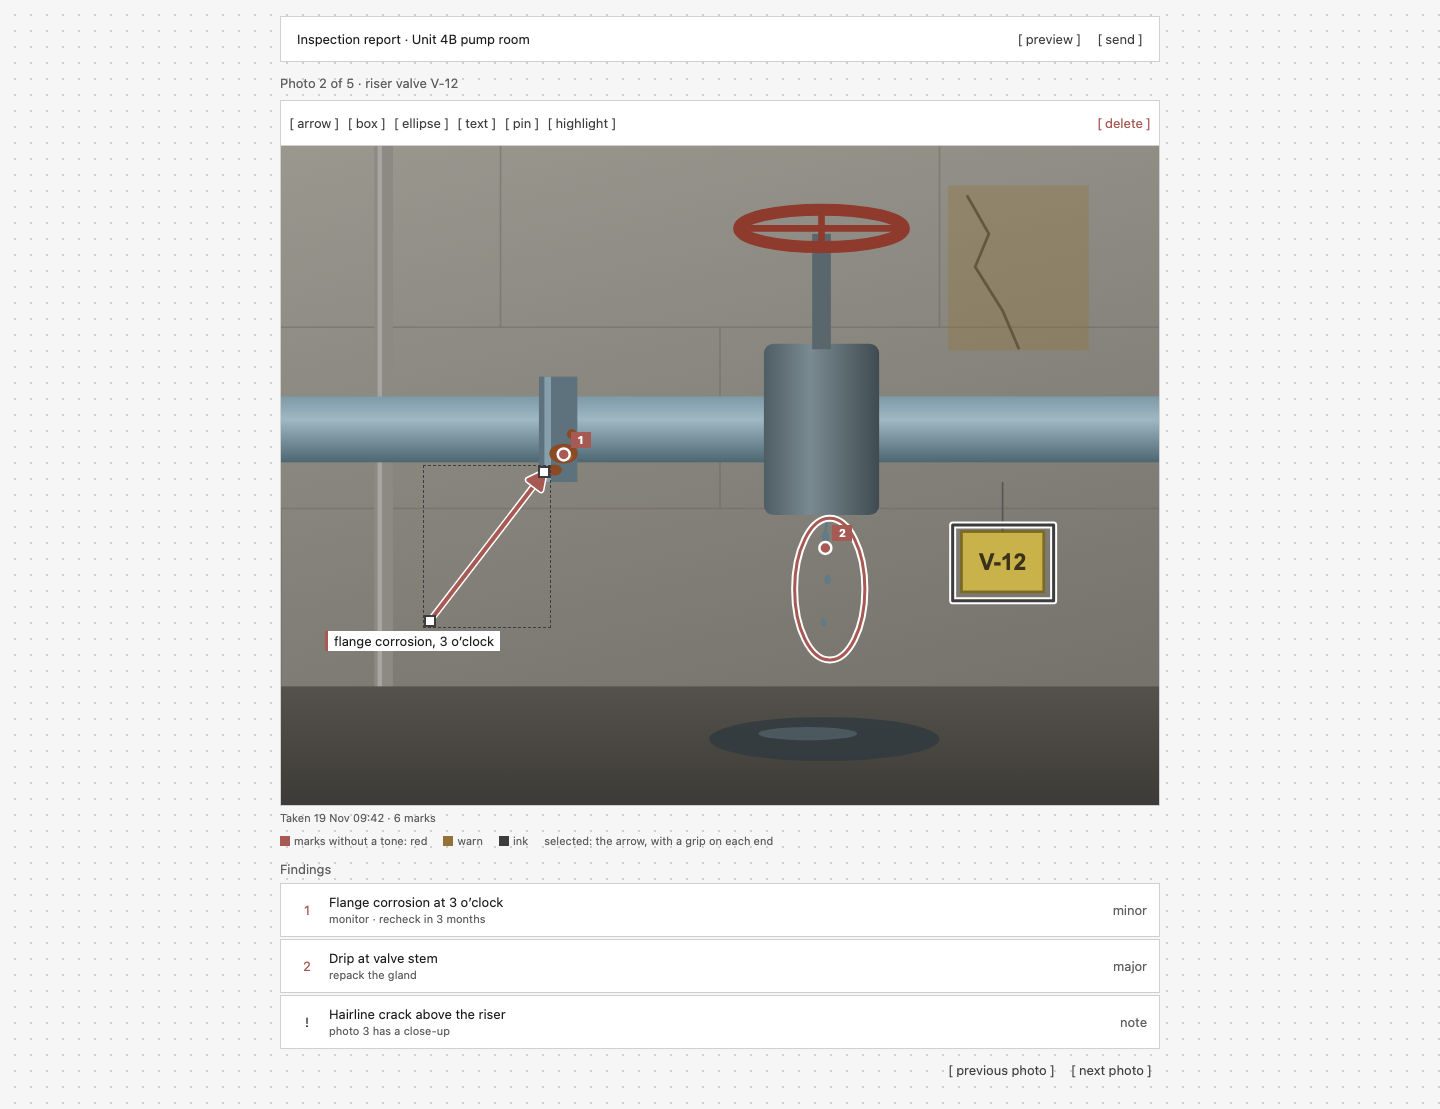 Inspection report · Unit 4B pump room
[ preview ] [ send ]
Photo 2 of 5 · riser valve V-12
[ arrow ] [ box ] [ ellipse ] [ text ] [ pin ] [ highlight ]
[ delete ]
1
2
V-12
flange corrosion, 3 o’clock
Taken 19 Nov 09:42 · 6 marks
marks without a tone: red warn ink selected: the arrow, with a grip on each end
Findings
1 Flange corrosion at 3 o’clock minor
monitor · recheck in 3 months
2 Drip at valve stem major
repack the gland
! Hairline crack above the riser note
photo 3 has a close-up
[ previous photo ] [ next photo ]